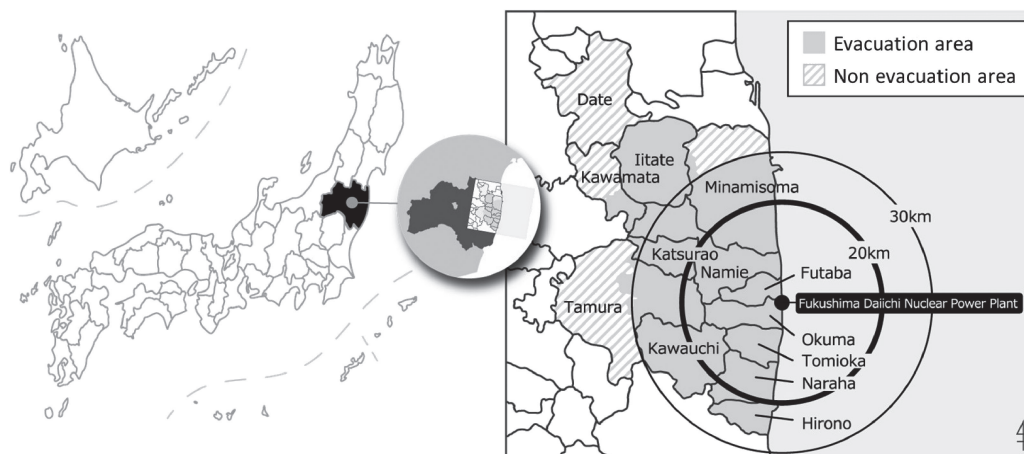 Evacuation area
Non evacuation area
Date
Iitate
Kawamata
Minamisoma
30km
20km
Katsurao
Namie
Futaba
Fukushima Daiichi Nuclear Power Plant
Tamura
Okuma
Kawauchi
Tomioka
Naraha
Hirono